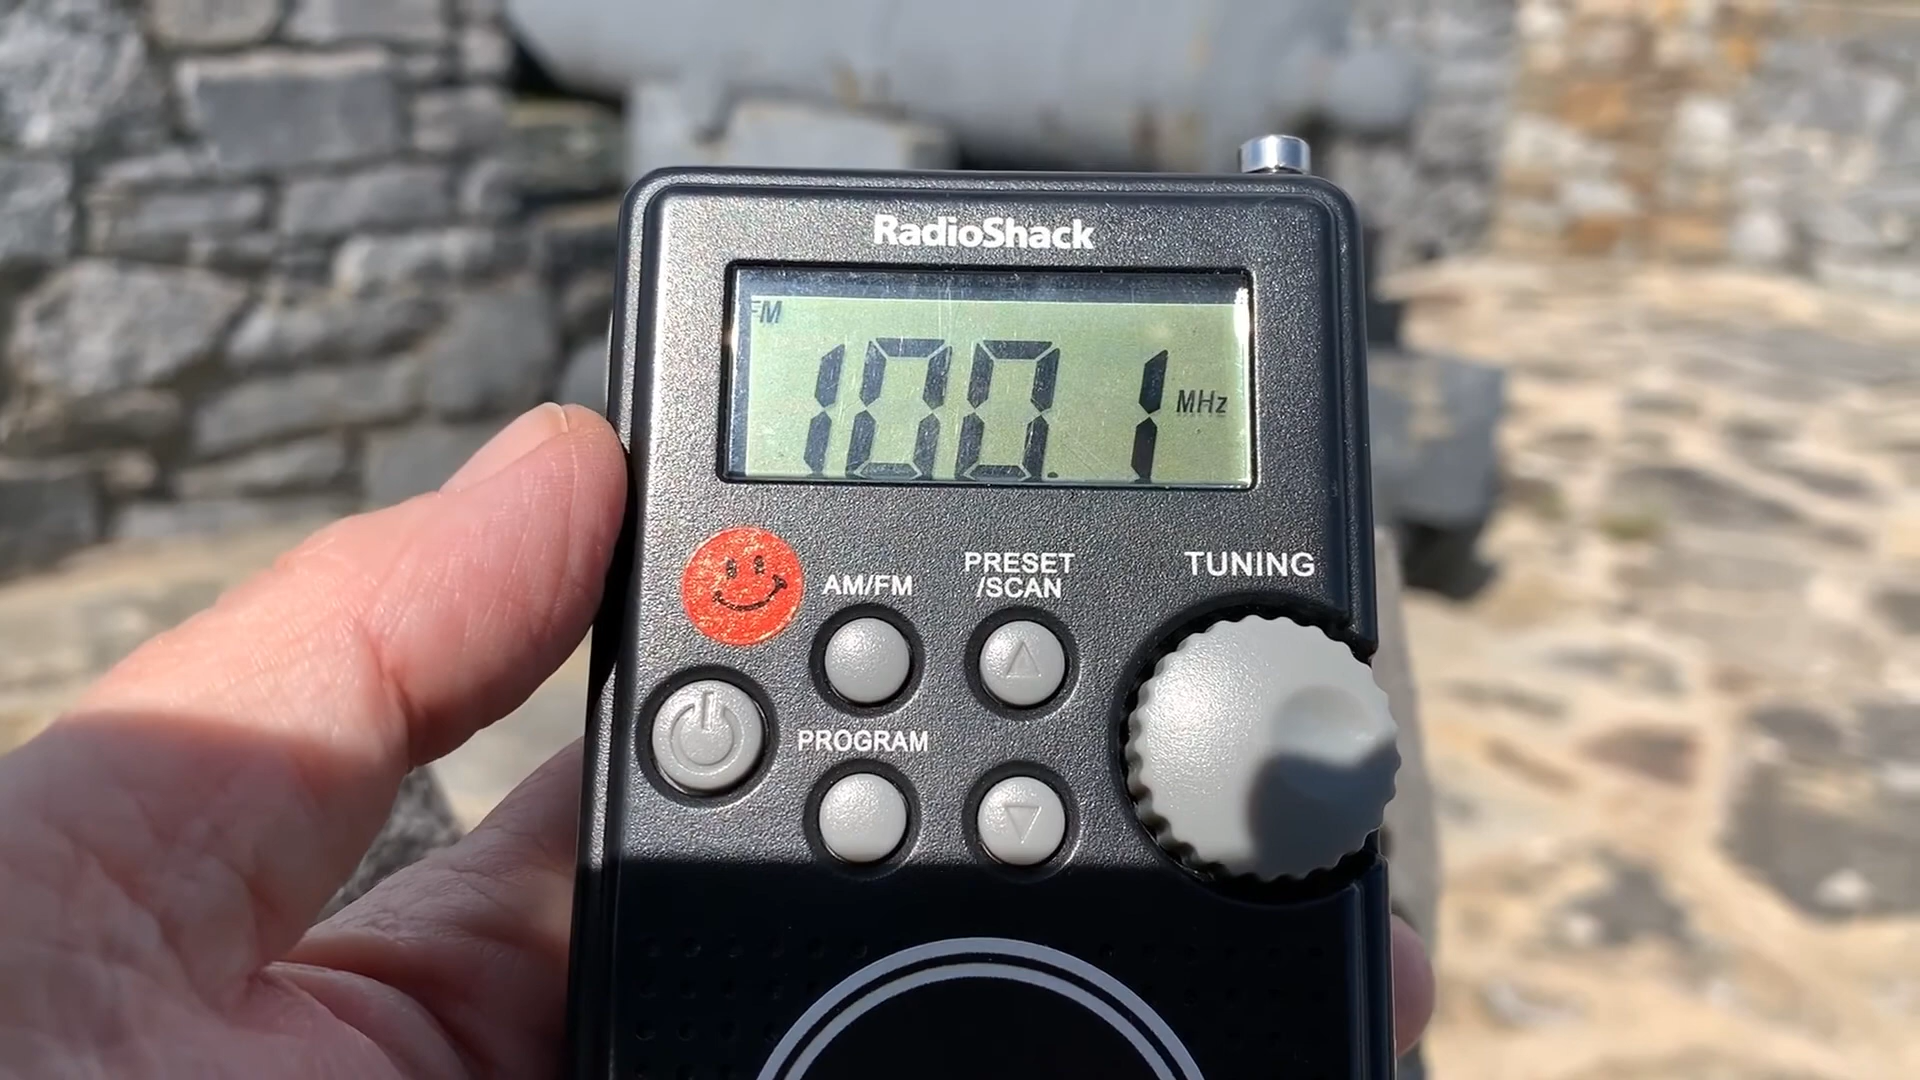 RadioShack
FM
100.1 MHz
PRESET
/SCAN
TUNING
AM/FM
PROGRAM